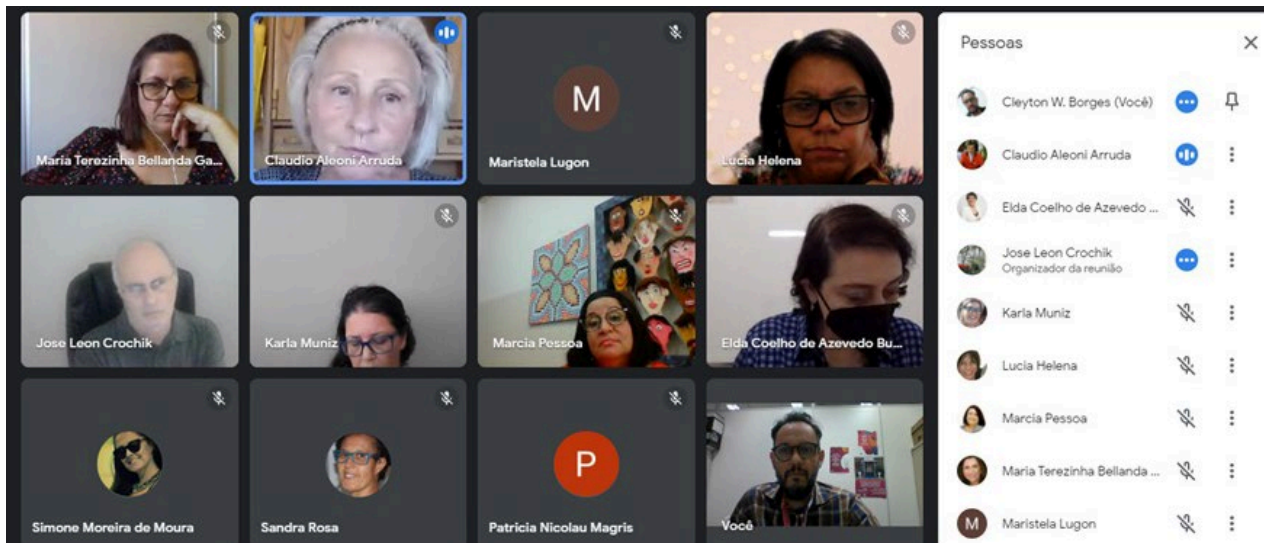 Maria Terezinha Bellanda Ga...
Claudio Aleoni Arruda
M
Maristela Lugon
Lucia Helena
Jose Leon Crochik
Karla Muniz
Marcia Pessoa
Elda Coelho de Azevedo Bu...
Simone Moreira de Moura
Sandra Rosa
P
Patricia Nicolau Magris
Você
Pessoas
Cleyton W. Borges (Você)
Claudio Aleoni Arruda
Elda Coelho de Azevedo ...
Jose Leon Crochik
Organizador da reunião
Karla Muniz
Lucia Helena
Marcia Pessoa
Maria Terezinha Bellanda ...
M
Maristela Lugon